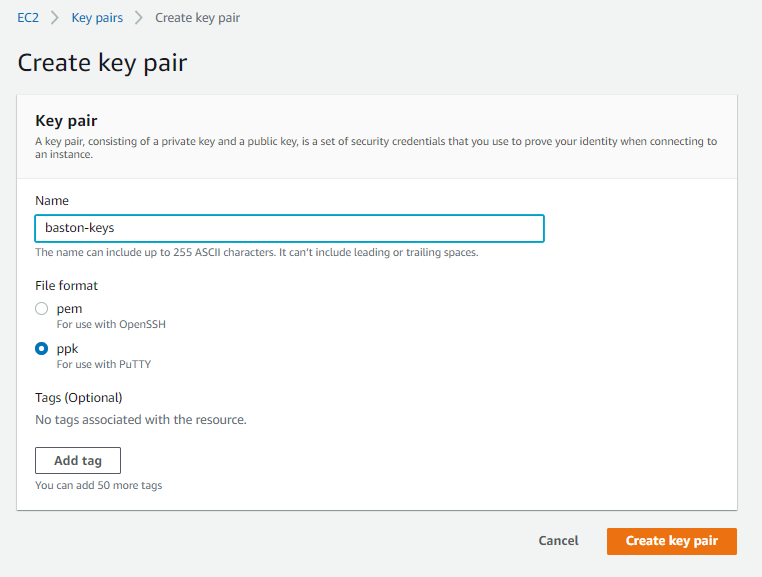 EC2 > Key pairs > Create key pair
Create key pair
Key pair
A key pair, consisting of a private key and a public key, is a set of security credentials that you use to prove your identity when connecting to
an instance.
Name
baston-keys
The name can include up to 255 ASCII characters. It can't include leading or trailing spaces.
File format
pem
For use with OpenSSH
ppk
For use with PuTTY
Tags (Optional)
No tags associated with the resource.
Add tag
You can add 50 more tags
Cancel
Create key pair